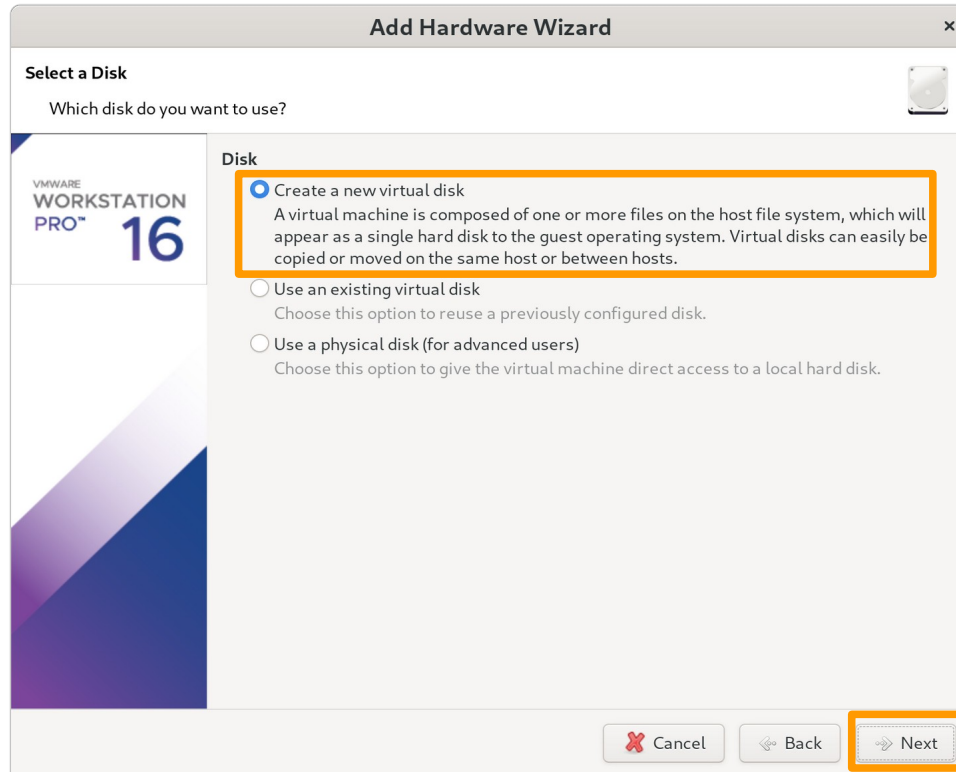 Add Hardware Wizard
×
Select a Disk
Which disk do you want to use?
VMWARE
WORKSTATION
PRO™ 16
Disk
Create a new virtual disk
A virtual machine is composed of one or more files on the host file system, which will
appear as a single hard disk to the guest operating system. Virtual disks can easily be
copied or moved on the same host or between hosts.
Use an existing virtual disk
Choose this option to reuse a previously configured disk.
Use a physical disk (for advanced users)
Choose this option to give the virtual machine direct access to a local hard disk.
Cancel
Back
Next